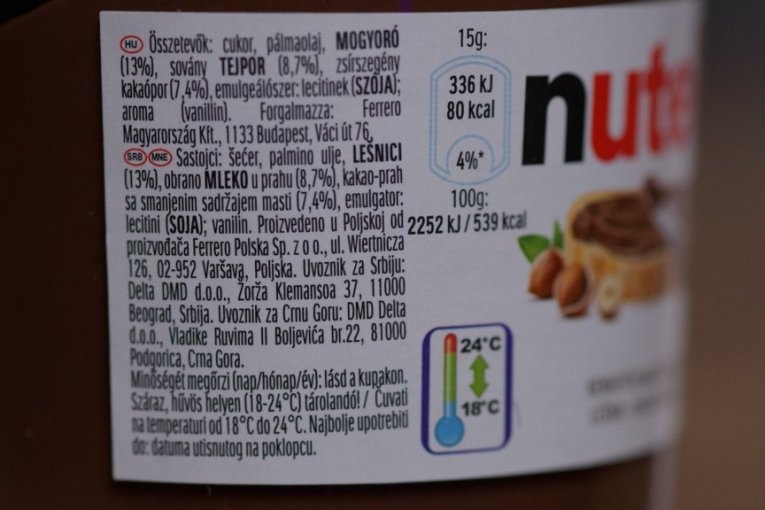 HU Összetevők: cukor, pálmaolaj, MOGYORÓ
(13%), sovány TEJPOR (8,7%), zsírszegény
kakaópor (7,4%), emulgeálószer: lecitinek (SZÓJA);
aroma (vanillin). Forgalmazza: Ferrero
Magyarország Kft., 1133 Budapest, Váci út 76.
SRB MNE Sastojci: šećer, palmino ulje, LEŠNICI
(13%), obrano MLEKO u prahu (8,7%), kakao-prah
sa smanjenim sadržajem masti (7,4%), emulgator:
lecitini (SOJA); vanilin. Proizvedeno u Poljskoj od
proizvođača Ferrero Polska Sp. z o o., ul. Wiertnicza
126, 02-952 Varšava, Poljska. Uvoznik za Srbiju:
Delta DMD d.o.o., Žorža Klemansoa 37, 11000
Beograd, Srbija. Uvoznik za Crnu Goru: DMD Delta
d.o.o., Vladike Ruvima II Boljevića br.22, 81000
Podgorica, Crna Gora.
Minőségét megőrzi (nap/hónap/év): lásd a kupakon.
Száraz, hűvös helyen (18-24°C) tárolandó! / Čuvati
na temperaturi od 18°C do 24°C. Najbolje upotrebiti
do: datuma utisnutog na poklopcu.
15g:
336 kJ
80 kcal
4%*
100g:
2252 kJ / 539 kcal
24°C
18°C
nute